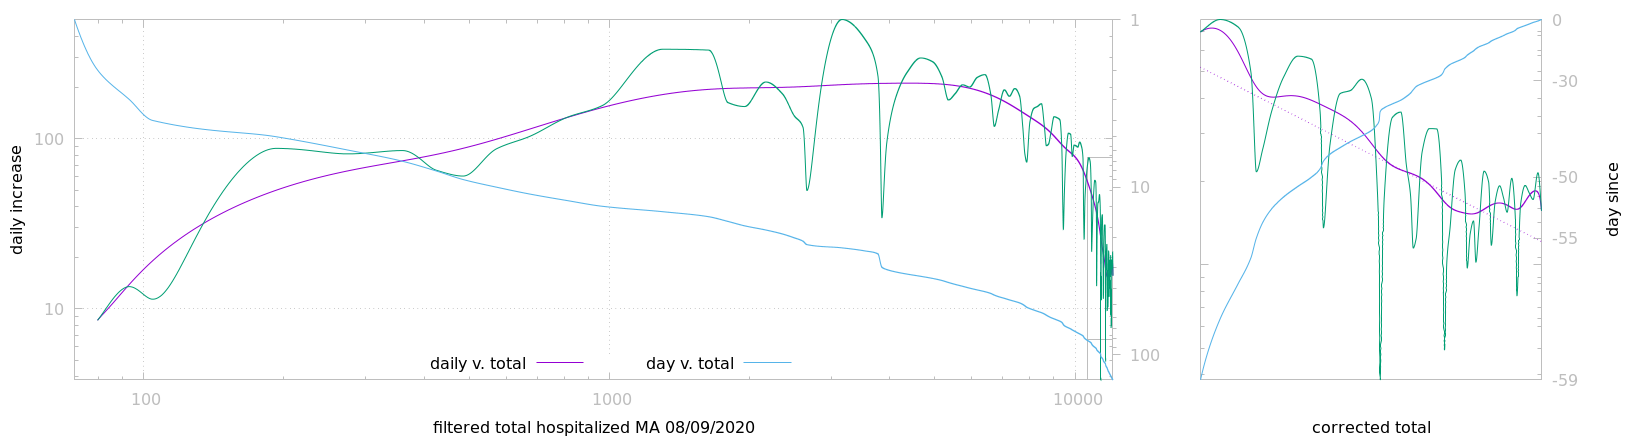 daily increase
100
10
daily v. total
day v. total
100
1000
10000
1
10
100
filtered total hospitalized MA 08/09/2020
0
-30
-50
-55
-59
day since
corrected total